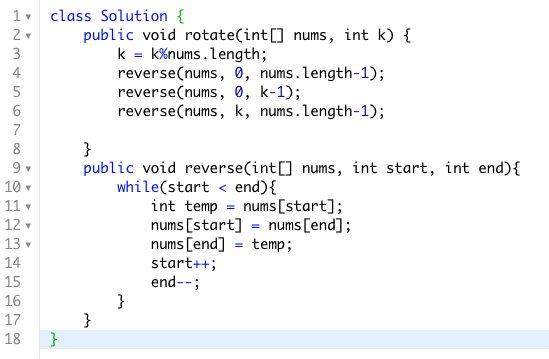 1 class Solution {
2     public void rotate(int[] nums, int k) {
3         k = k%nums.length;
4         reverse(nums, 0, nums.length-1);
5         reverse(nums, 0, k-1);
6         reverse(nums, k, nums.length-1);
7
8     }
9     public void reverse(int[] nums, int start, int end){
10         while(start < end){
11             int temp = nums[start];
12             nums[start] = nums[end];
13             nums[end] = temp;
14             start++;
15             end--;
16         }
17     }
18 }